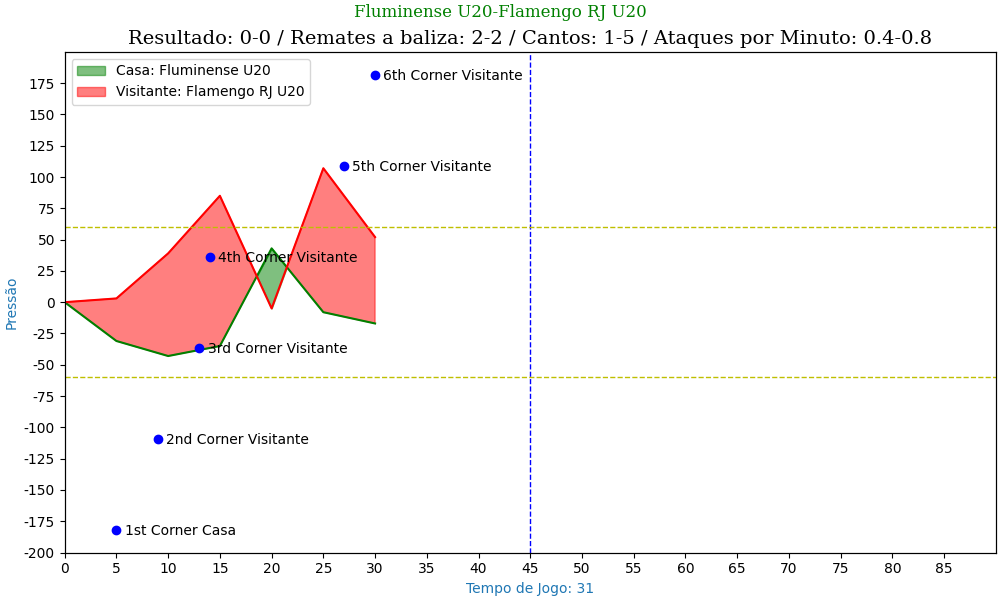 Fluminense U20-Flamengo RJ U20
Resultado: 0-0 / Remates a baliza: 2-2 / Cantos: 1-5 / Ataques por Minuto: 0.4-0.8
Casa: Fluminense U20
Visitante: Flamengo RJ U20
6th Corner Visitante
5th Corner Visitante
4th Corner Visitante
3rd Corner Visitante
2nd Corner Visitante
1st Corner Casa
Pressão
175
150
125
100
75
50
25
0
-25
-50
-75
-100
-125
-150
-175
-200
0 5 10 15 20 25 30 35 40 45 50 55 60 65 70 75 80 85
Tempo de Jogo: 31